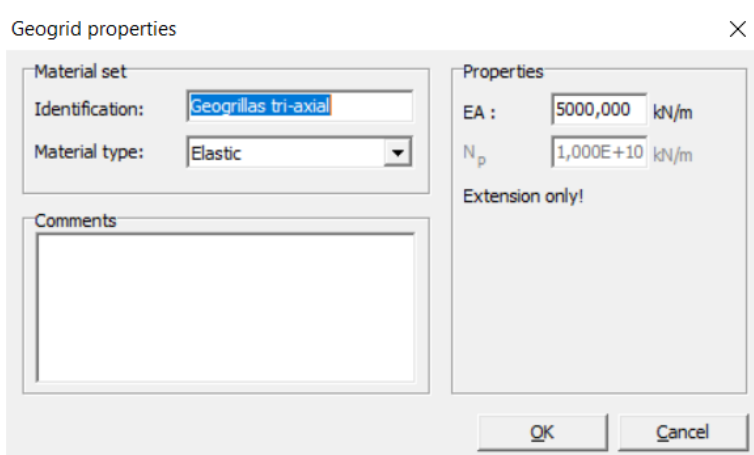 Geogrid properties
Material set
Identification: Geogrillas tri-axial
Material type: Elastic
Comments
Properties
EA : 5000,000 kN/m
Np 1,000E+10 kN/m
Extension only!
OK Cancel